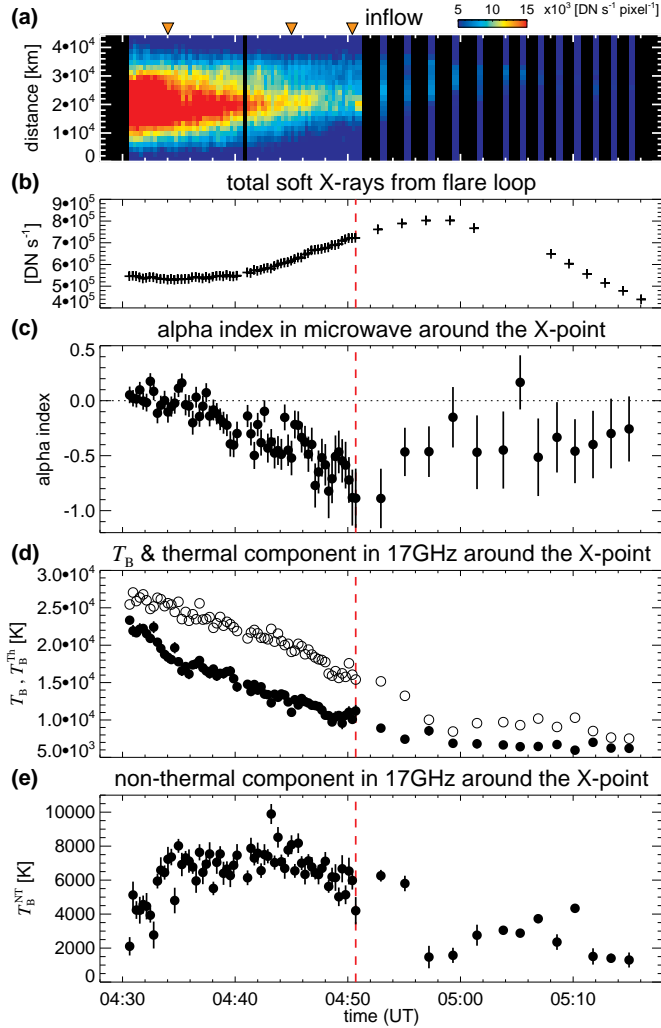 (a) inflow 5 10 15 ×10³ [DN s⁻¹ pixel⁻¹]
distance [km]
4•10⁴
3•10⁴
2•10⁴
1•10⁴
0
(b) total soft X-rays from flare loop
[DN s⁻¹]
9•10⁵
8•10⁵
7•10⁵
6•10⁵
5•10⁵
4•10⁵
(c) alpha index in microwave around the X-point
alpha index
0.5
0.0
-0.5
-1.0
(d) T_B & thermal component in 17GHz around the X-point
T_B , T_B^Th [K]
3.0•10⁴
2.5•10⁴
2.0•10⁴
1.5•10⁴
1.0•10⁴
5.0•10³
(e) non-thermal component in 17GHz around the X-point
T_B^NT [K]
10000
8000
6000
4000
2000
0
04:30 04:40 04:50 05:00 05:10
time (UT)